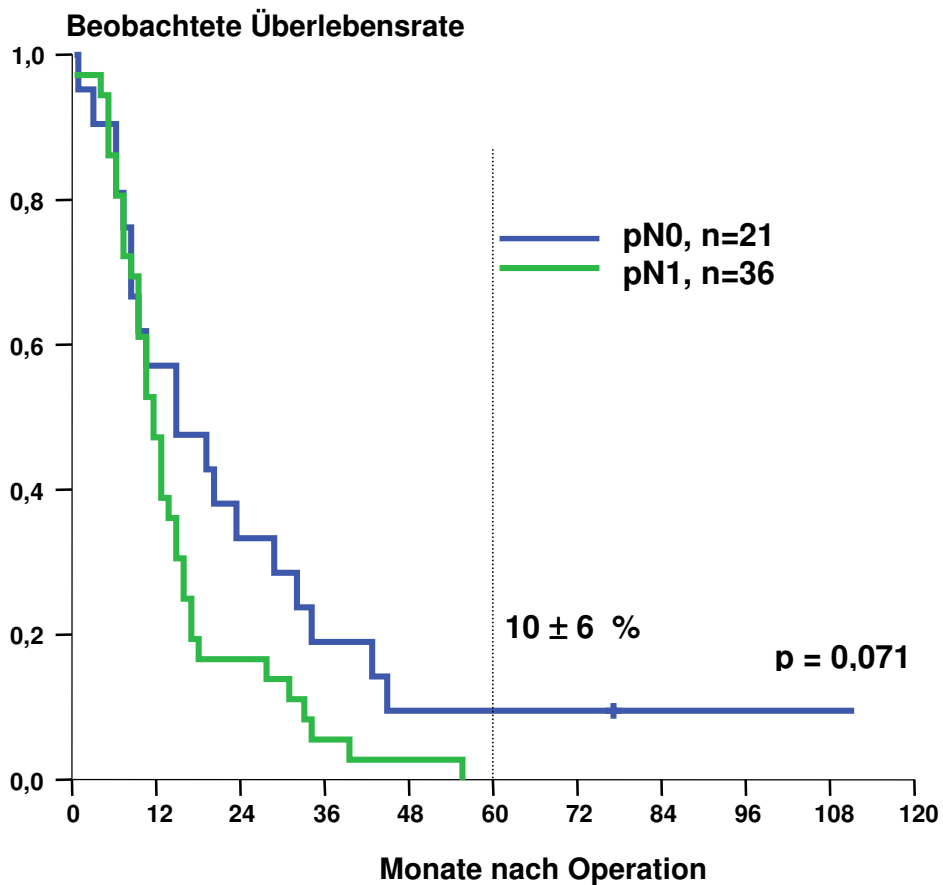 Beobachtete Überlebensrate
1,0
0,8
0,6
0,4
0,2
0,0
pN0, n=21
pN1, n=36
10 ± 6 %
p = 0,071
0 12 24 36 48 60 72 84 96 108 120
Monate nach Operation